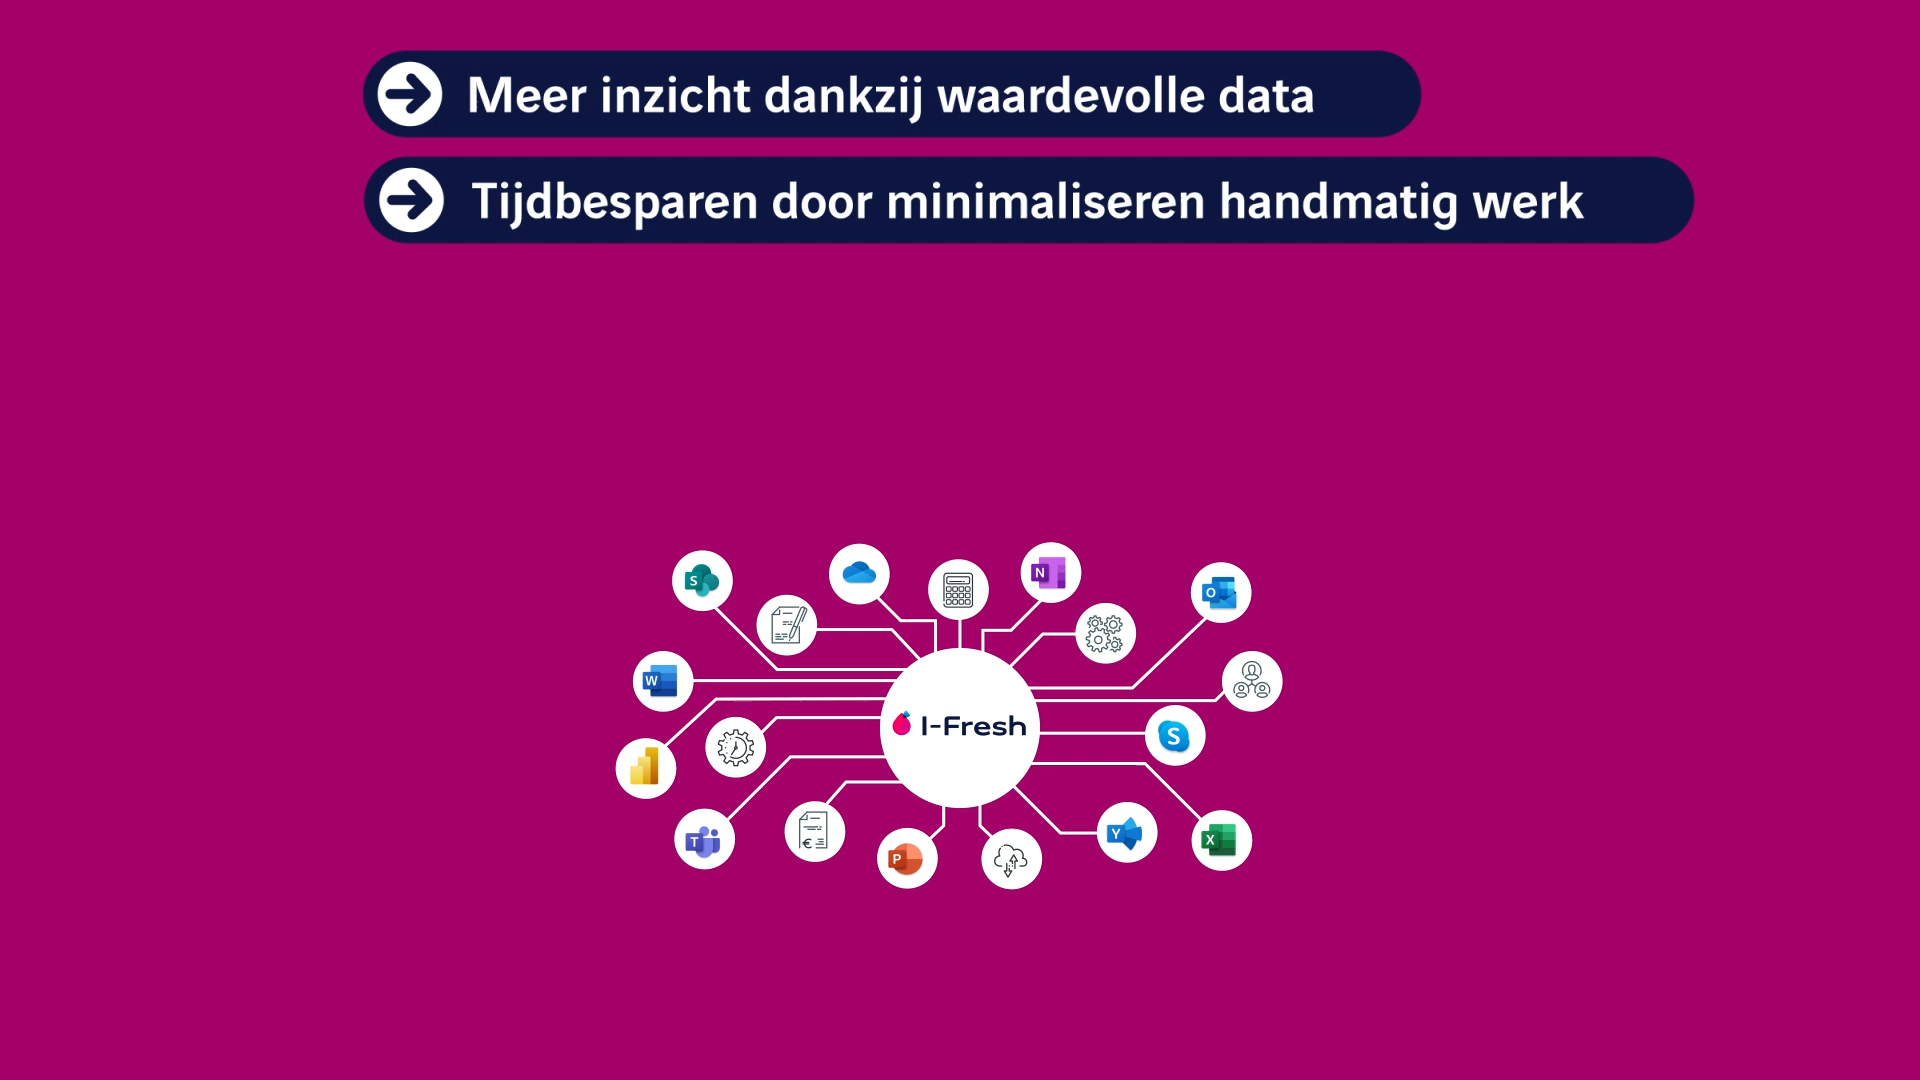 Meer inzicht dankzij waardevolle data
Tijdbesparen door minimaliseren handmatig werk
N
S
O
W
I-Fresh
S
T
Y
X
€
P